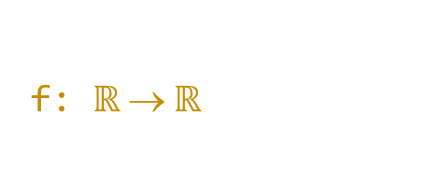 f: ℝ → ℝ